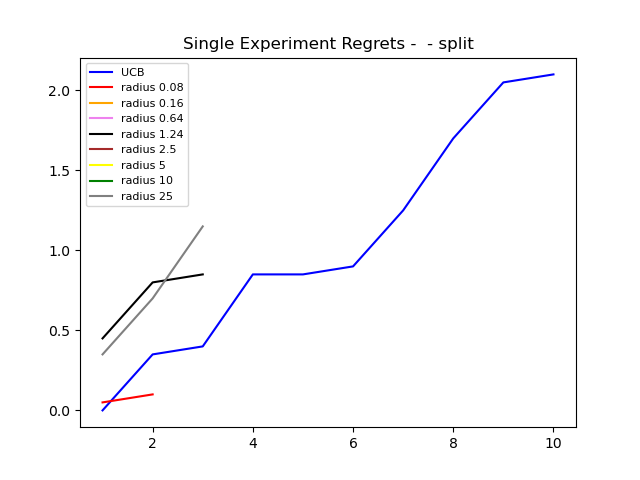 Single Experiment Regrets -  - split
UCB
radius 0.08
radius 0.16
radius 0.64
radius 1.24
radius 2.5
radius 5
radius 10
radius 25
2.0
1.5
1.0
0.5
0.0
2 4 6 8 10